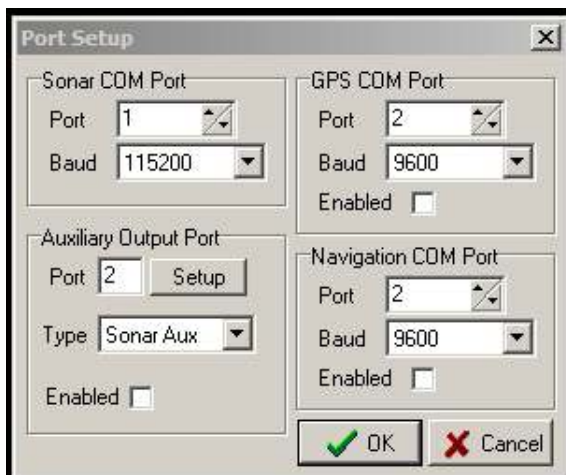 Port Setup
Sonar COM Port
Port 1
Baud 115200
GPS COM Port
Port 2
Baud 9600
Enabled
Auxiliary Output Port
Port 2 Setup
Type Sonar Aux
Enabled
Navigation COM Port
Port 2
Baud 9600
Enabled
OK Cancel